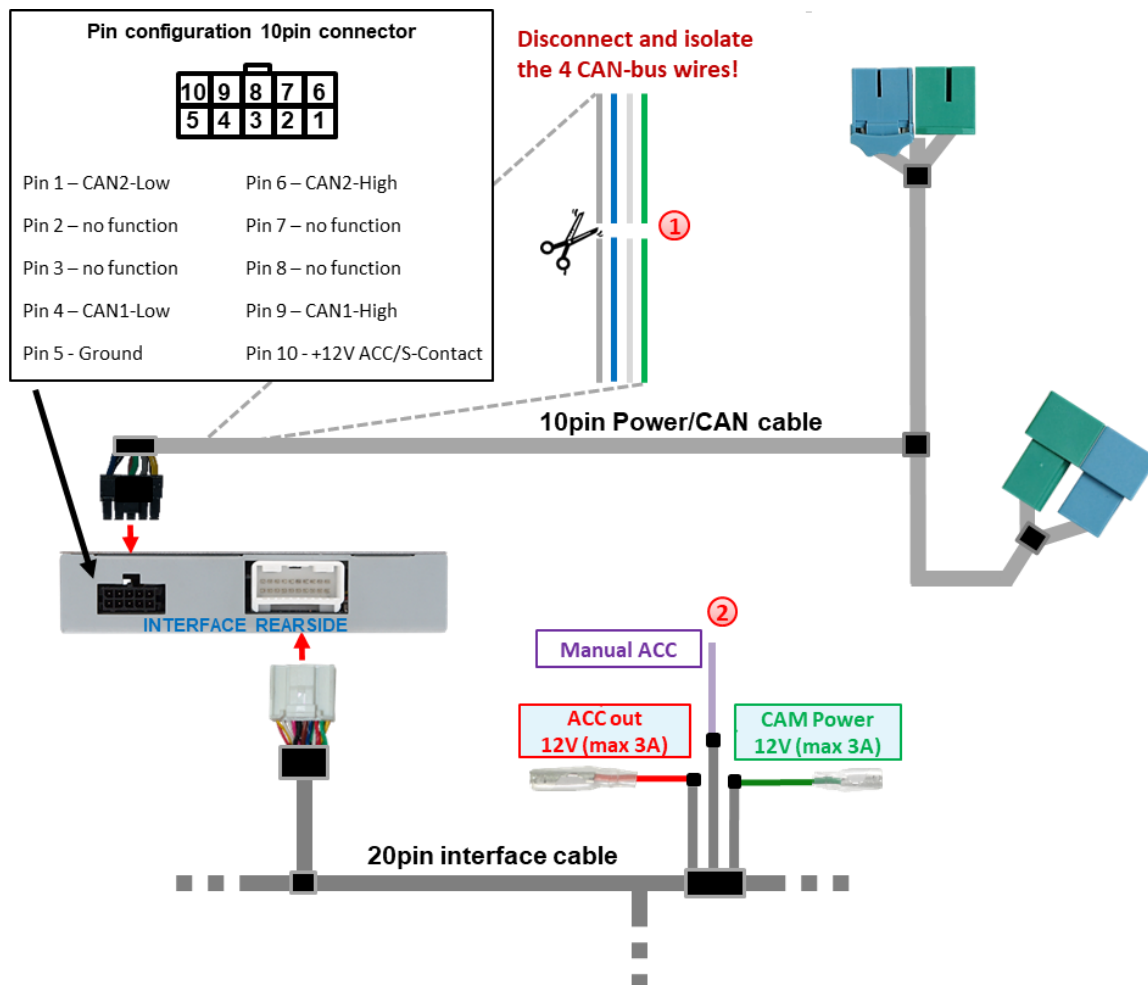 Pin configuration 10pin connector
10 9 8 7 6
5 4 3 2 1
Pin 1 – CAN2-Low
Pin 6 – CAN2-High
Pin 2 – no function
Pin 7 – no function
Pin 3 – no function
Pin 8 – no function
Pin 4 – CAN1-Low
Pin 9 – CAN1-High
Pin 5 - Ground
Pin 10 - +12V ACC/S-Contact
Disconnect and isolate
the 4 CAN-bus wires!
1
10pin Power/CAN cable
INTERFACE REARSIDE
2
Manual ACC
ACC out
12V (max 3A)
CAM Power
12V (max 3A)
20pin interface cable